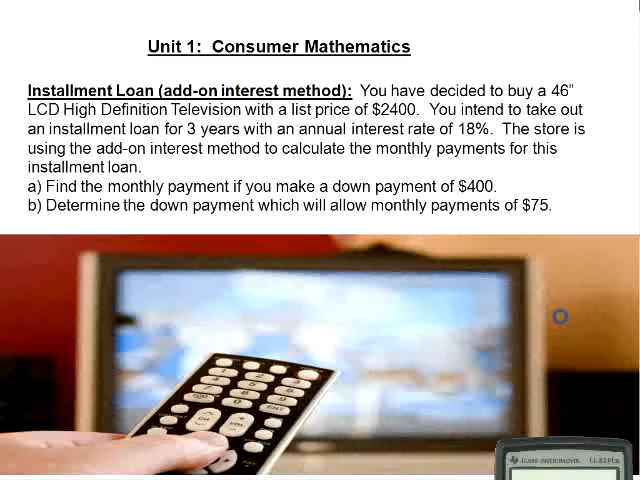 Unit 1:  Consumer Mathematics
Installment Loan (add-on interest method):  You have decided to buy a 46”
LCD High Definition Television with a list price of $2400.  You intend to take out
an installment loan for 3 years with an annual interest rate of 18%.  The store is
using the add-on interest method to calculate the monthly payments for this
installment loan.
a) Find the monthly payment if you make a down payment of $400.
b) Determine the down payment which will allow monthly payments of $75.
TEXAS INSTRUMENTS